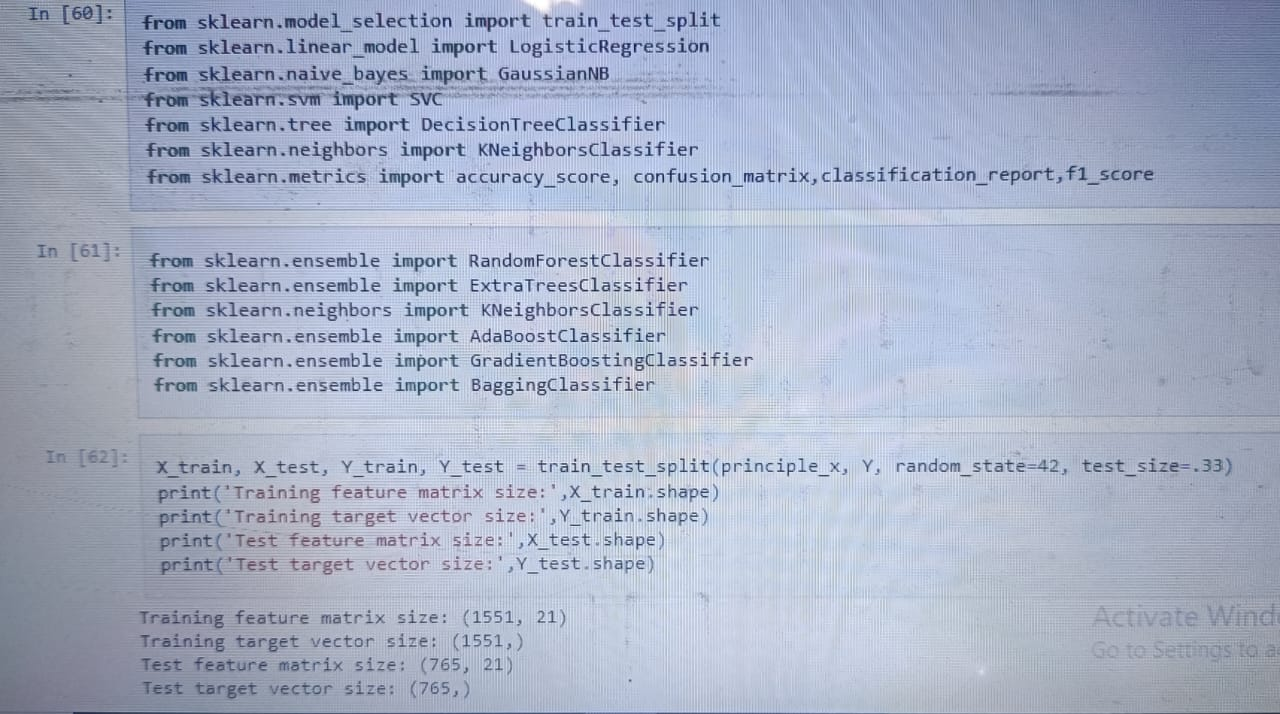 In [60]:
from sklearn.model_selection import train_test_split
from sklearn.linear_model import LogisticRegression
from sklearn.naive_bayes import GaussianNB
from sklearn.svm import SVC
from sklearn.tree import DecisionTreeClassifier
from sklearn.neighbors import KNeighborsClassifier
from sklearn.metrics import accuracy_score, confusion_matrix,classification_report,f1_score
In [61]:
from sklearn.ensemble import RandomForestClassifier
from sklearn.ensemble import ExtraTreesClassifier
from sklearn.neighbors import KNeighborsClassifier
from sklearn.ensemble import AdaBoostClassifier
from sklearn.ensemble import GradientBoostingClassifier
from sklearn.ensemble import BaggingClassifier
In [62]:
X_train, X_test, Y_train, Y_test = train_test_split(principle_x, Y, random_state=42, test_size=.33)
print('Training feature matrix size:',X_train.shape)
print('Training target vector size:',Y_train.shape)
print('Test feature matrix size:',X_test.shape)
print('Test target vector size:',Y_test.shape)
Training feature matrix size: (1551, 21)
Training target vector size: (1551,)
Test feature matrix size: (765, 21)
Test target vector size: (765,)
Activate Wind
Go to Settings to a